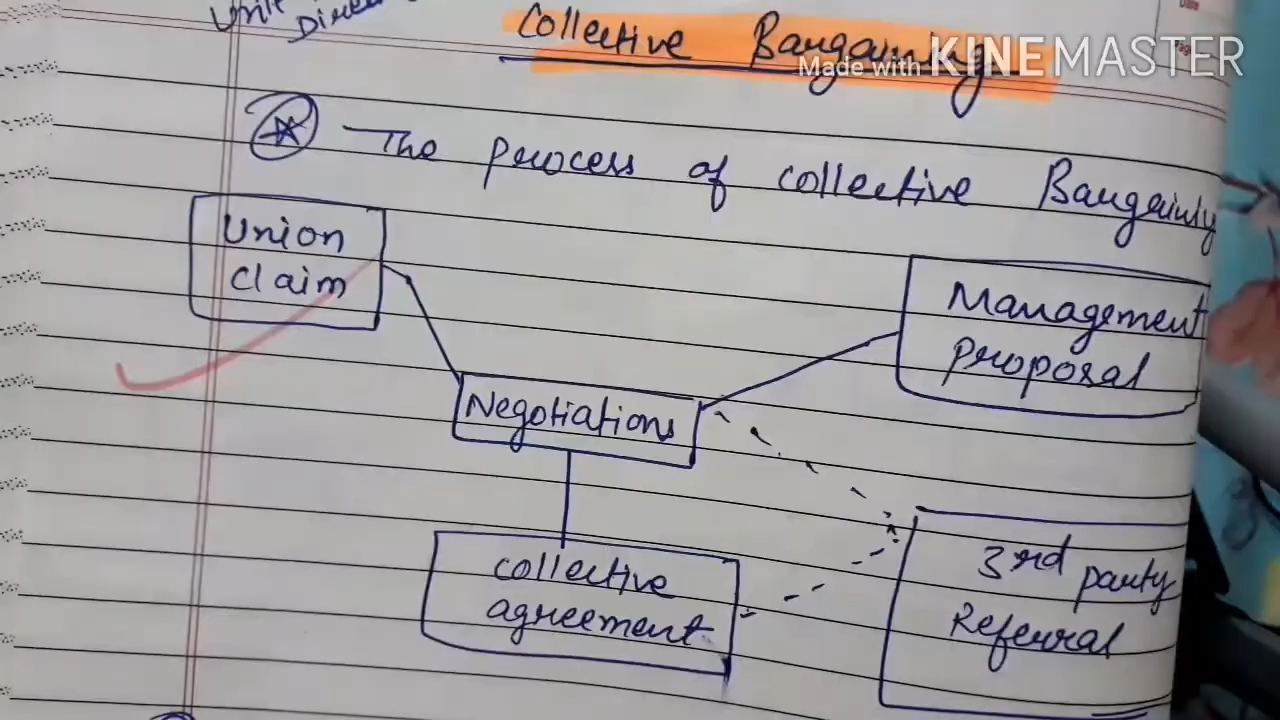 Collective Bargaining
Made with KINEMASTER
The process of collective Bargaining
Union
Claim
Management
proposal
Negotiations
Collective
agreement
3rd party
Referral